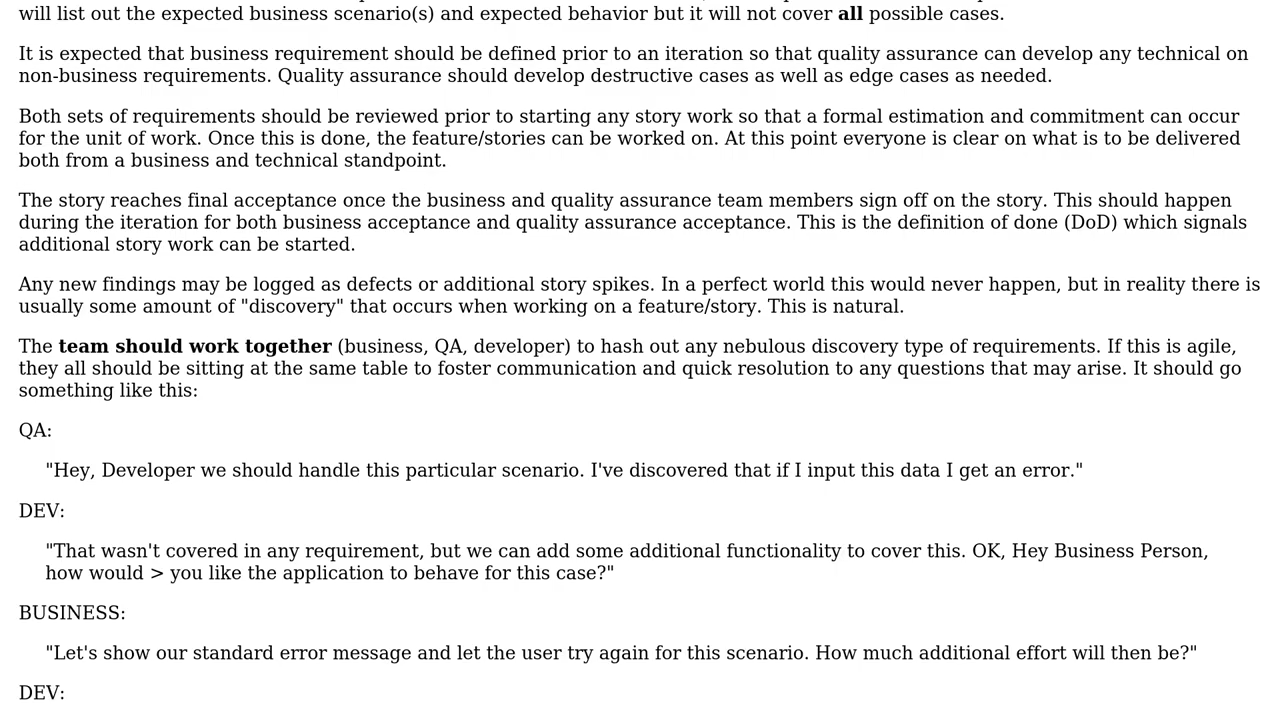 will list out the expected business scenario(s) and expected behavior but it will not cover all possible cases.
It is expected that business requirement should be defined prior to an iteration so that quality assurance can develop any technical on
non-business requirements. Quality assurance should develop destructive cases as well as edge cases as needed.
Both sets of requirements should be reviewed prior to starting any story work so that a formal estimation and commitment can occur
for the unit of work. Once this is done, the feature/stories can be worked on. At this point everyone is clear on what is to be delivered
both from a business and technical standpoint.
The story reaches final acceptance once the business and quality assurance team members sign off on the story. This should happen
during the iteration for both business acceptance and quality assurance acceptance. This is the definition of done (DoD) which signals
additional story work can be started.
Any new findings may be logged as defects or additional story spikes. In a perfect world this would never happen, but in reality there is
usually some amount of "discovery" that occurs when working on a feature/story. This is natural.
The team should work together (business, QA, developer) to hash out any nebulous discovery type of requirements. If this is agile,
they all should be sitting at the same table to foster communication and quick resolution to any questions that may arise. It should go
something like this:
QA:
"Hey, Developer we should handle this particular scenario. I've discovered that if I input this data I get an error."
DEV:
"That wasn't covered in any requirement, but we can add some additional functionality to cover this. OK, Hey Business Person,
how would > you like the application to behave for this case?"
BUSINESS:
"Let's show our standard error message and let the user try again for this scenario. How much additional effort will then be?"
DEV: